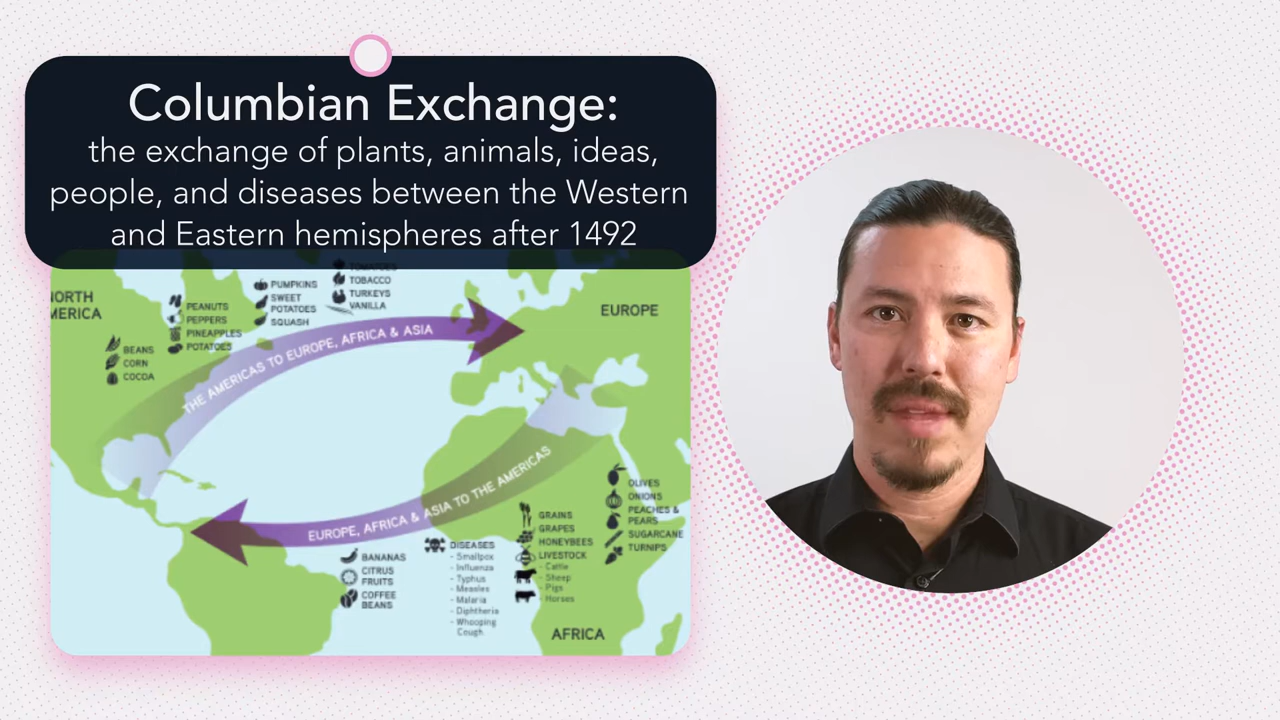 Columbian Exchange:
the exchange of plants, animals, ideas,
people, and diseases between the Western
and Eastern hemispheres after 1492
NORTH
AMERICA
BEANS
CORN
COCOA
PEANUTS
PEPPERS
PINEAPPLES
POTATOES
PUMPKINS
SWEET
POTATOES
SQUASH
TOMATOES
TOBACCO
TURKEYS
VANILLA
EUROPE
THE AMERICAS TO EUROPE, AFRICA & ASIA
EUROPE, AFRICA & ASIA TO THE AMERICAS
BANANAS
CITRUS
FRUITS
COFFEE
BEANS
DISEASES
- Smallpox
- Influenza
- Typhus
- Measles
- Malaria
- Diphtheria
- Whooping
Cough
GRAINS
GRAPES
HONEYBEES
LIVESTOCK
- Cattle
- Sheep
- Pigs
- Horses
OLIVES
ONIONS
PEACHES &
PEARS
SUGARCANE
TURNIPS
AFRICA